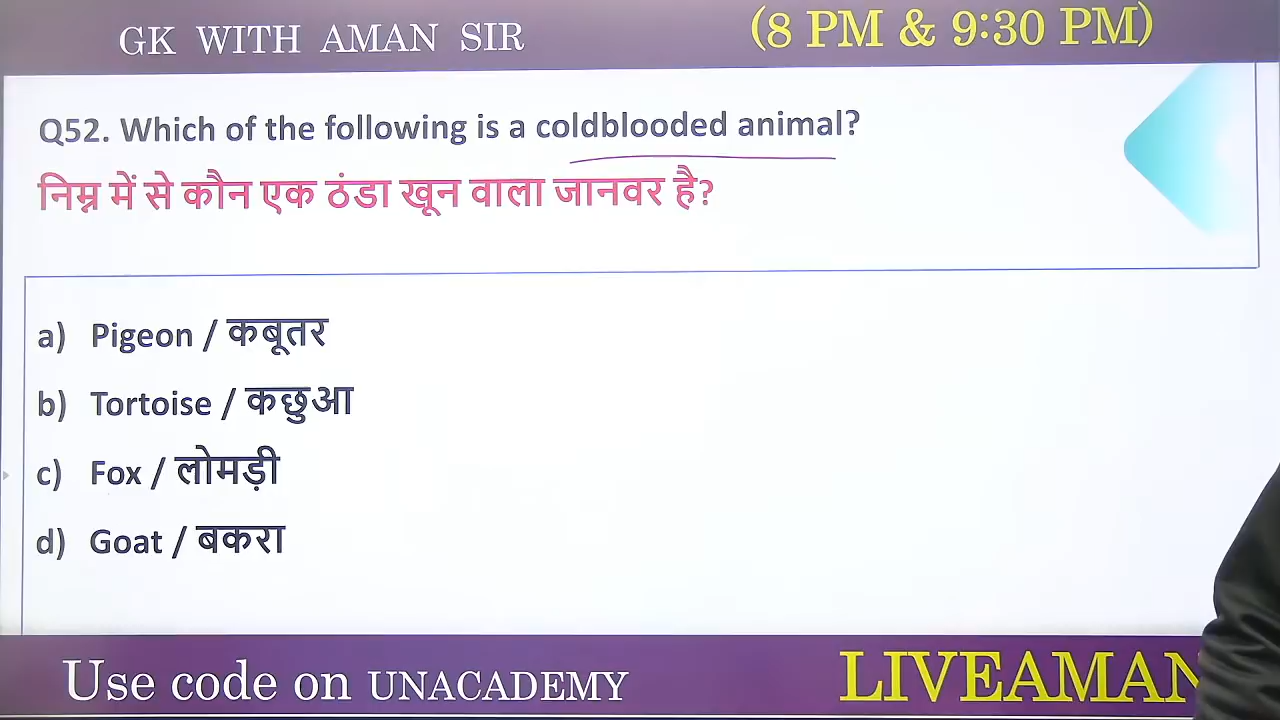 GK WITH AMAN SIR
(8 PM & 9:30 PM)
Q52. Which of the following is a coldblooded animal?
निम्न में से कौन एक ठंडा खून वाला जानवर है?
a) Pigeon / कबूतर
b) Tortoise / कछुआ
c) Fox / लोमड़ी
d) Goat / बकरा
Use code on UNACADEMY
LIVEAMAN